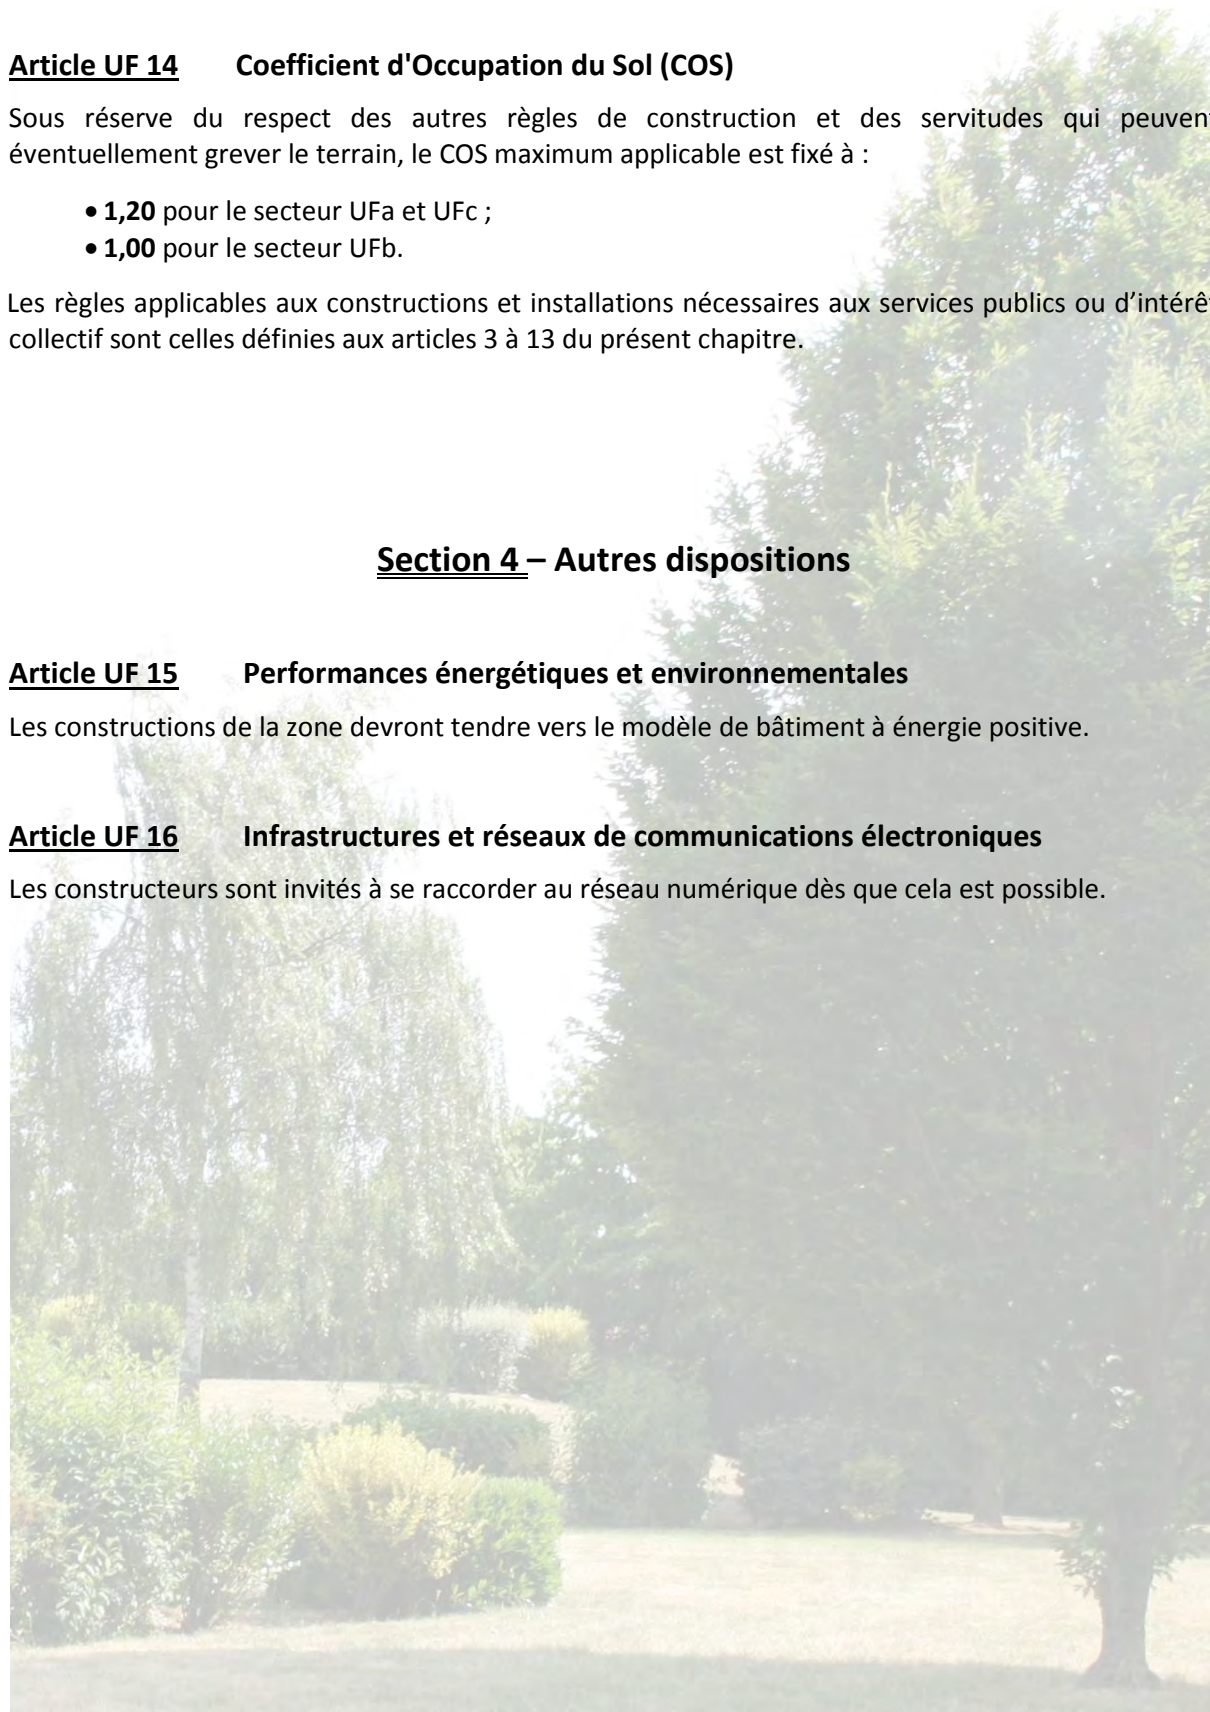 Article UF 14 Coefficient d'Occupation du Sol (COS)
Sous réserve du respect des autres règles de construction et des servitudes qui peuvent
éventuellement grever le terrain, le COS maximum applicable est fixé à :
• 1,20 pour le secteur UFa et UFc ;
• 1,00 pour le secteur UFb.
Les règles applicables aux constructions et installations nécessaires aux services publics ou d’intérêt
collectif sont celles définies aux articles 3 à 13 du présent chapitre.
Section 4 – Autres dispositions
Article UF 15 Performances énergétiques et environnementales
Les constructions de la zone devront tendre vers le modèle de bâtiment à énergie positive.
Article UF 16 Infrastructures et réseaux de communications électroniques
Les constructeurs sont invités à se raccorder au réseau numérique dès que cela est possible.